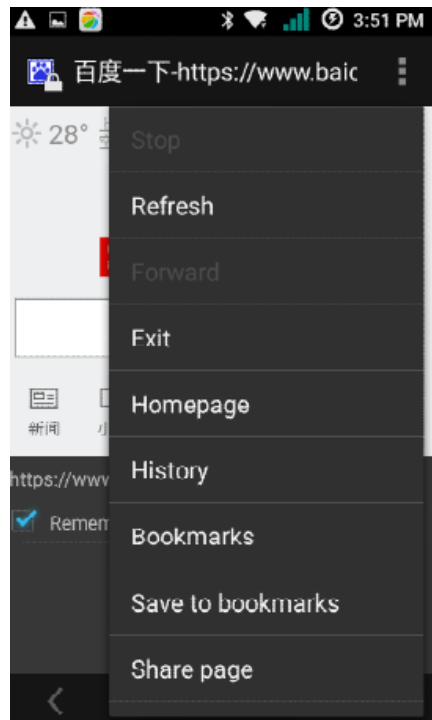 3:51 PM
百度一下-https://www.baic
28°
Stop
Refresh
Forward
Exit
Homepage
新闻
小
History
https://www
Remem
Bookmarks
Save to bookmarks
Share page